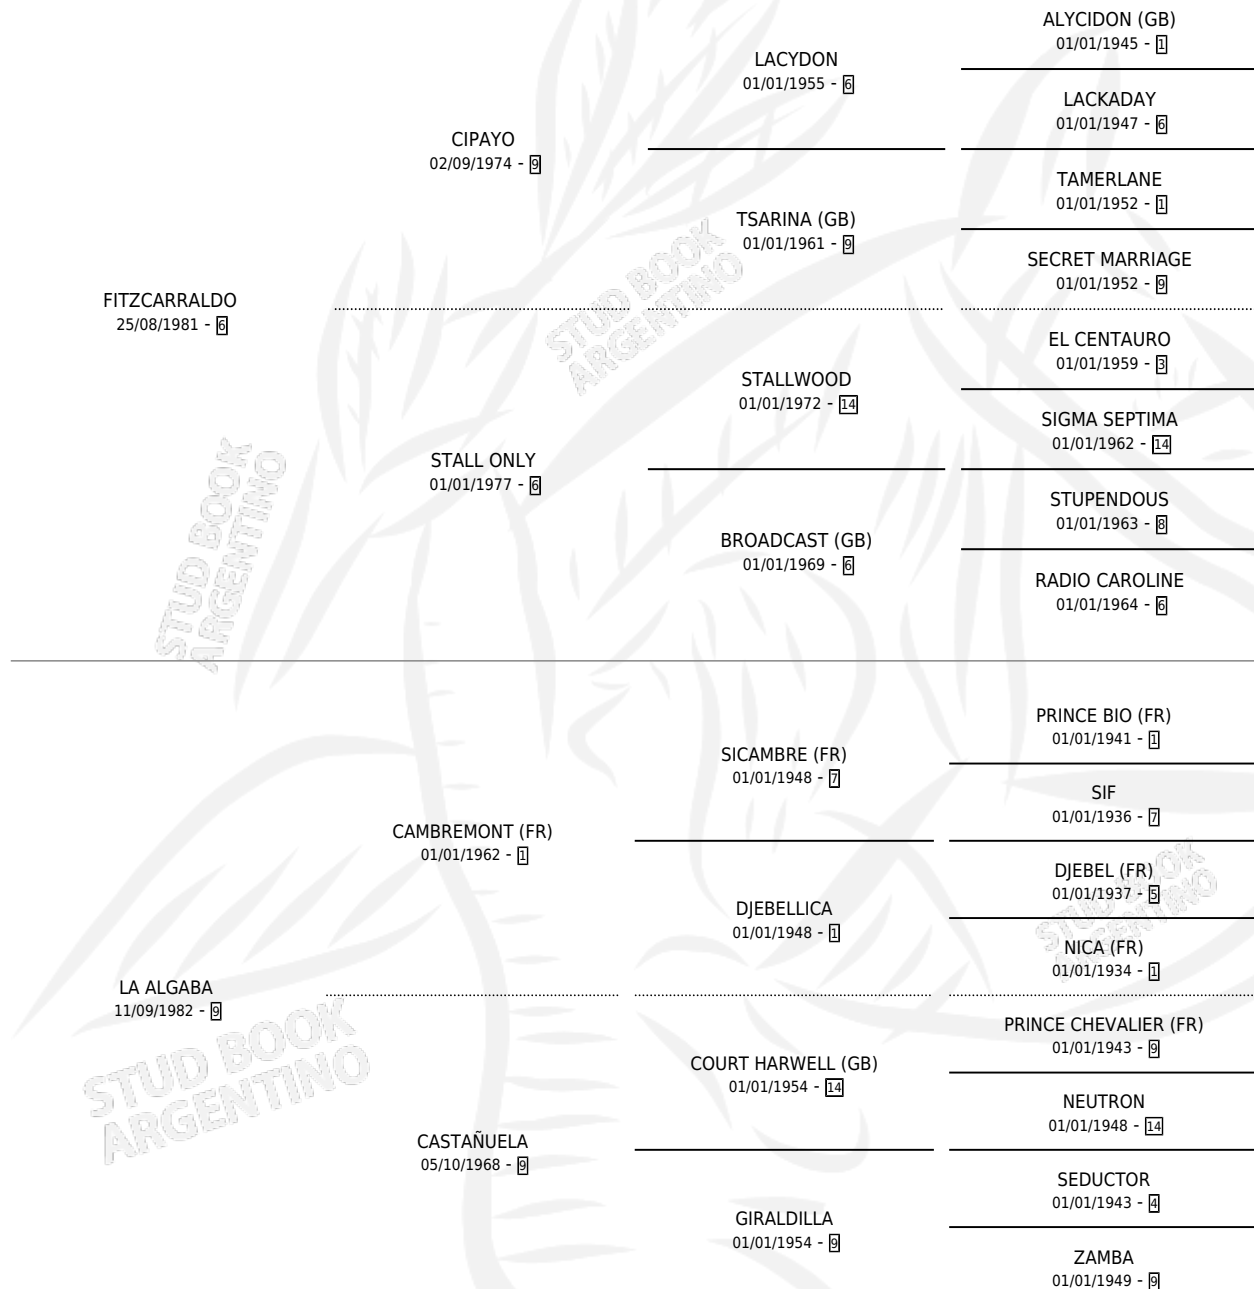 ALYCIDON (GB)
01/01/1945 - 1
LACYDON
01/01/1955 - 6
LACKADAY
01/01/1947 - 6
CIPAYO
02/09/1974 - 9
TAMERLANE
01/01/1952 - 1
TSARINA (GB)
01/01/1961 - 9
SECRET MARRIAGE
01/01/1952 - 9
FITZCARRALDO
25/08/1981 - 6
STUD BOOK
ARGENTINO
EL CENTAURO
01/01/1959 - 3
STALLWOOD
01/01/1972 - 14
SIGMA SEPTIMA
01/01/1962 - 14
STALL ONLY
01/01/1977 - 6
STUD BOOK
ARGENTINO
STUPENDOUS
01/01/1963 - 8
BROADCAST (GB)
01/01/1969 - 6
RADIO CAROLINE
01/01/1964 - 6
PRINCE BIO (FR)
01/01/1941 - 1
SICAMBRE (FR)
01/01/1948 - 7
SIF
01/01/1936 - 7
CAMBREMONT (FR)
01/01/1962 - 1
DJEBEL (FR)
01/01/1937 - 5
STUD BOOK
ARGENTINO
DJEBELLICA
01/01/1948 - 1
NICA (FR)
01/01/1934 - 1
LA ALGABA
11/09/1982 - 9
STUD BOOK
ARGENTINO
PRINCE CHEVALIER (FR)
01/01/1943 - 9
COURT HARWELL (GB)
01/01/1954 - 14
NEUTRON
01/01/1948 - 14
CASTAÑUELA
05/10/1968 - 9
SEDUCTOR
01/01/1943 - 4
GIRALDILLA
01/01/1954 - 9
ZAMBA
01/01/1949 - 9